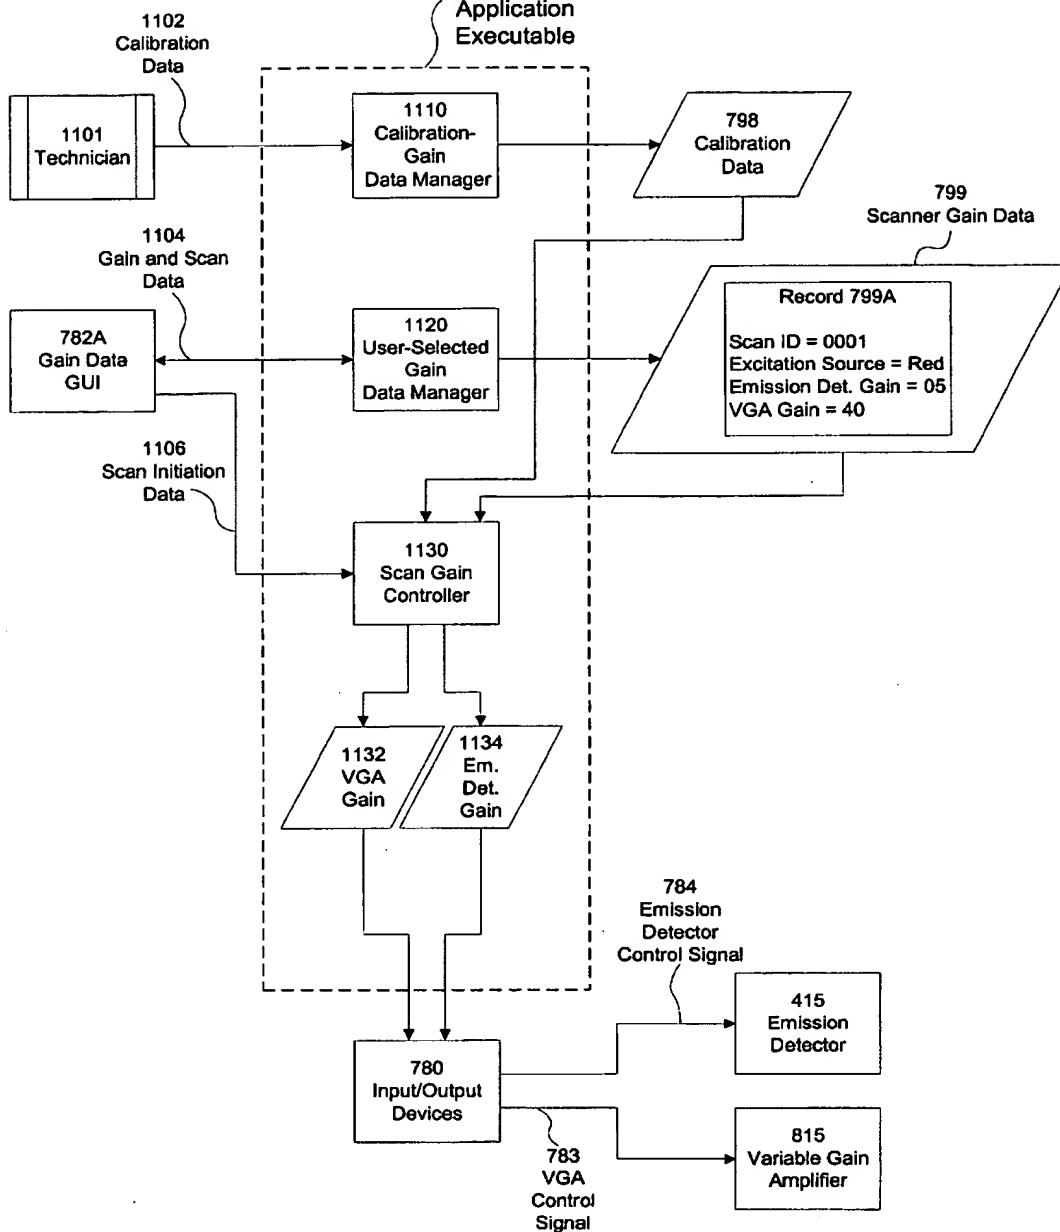 Application
Executable
1102
Calibration
Data
1101
Technician
1110
Calibration-
Gain
Data Manager
798
Calibration
Data
799
Scanner Gain Data
1104
Gain and Scan
Data
782A
Gain Data
GUI
1120
User-Selected
Gain
Data Manager
Record 799A
Scan ID = 0001
Excitation Source = Red
Emission Det. Gain = 05
VGA Gain = 40
1106
Scan Initiation
Data
1130
Scan Gain
Controller
1132
VGA
Gain
1134
Em.
Det.
Gain
784
Emission
Detector
Control Signal
415
Emission
Detector
780
Input/Output
Devices
783
VGA
Control
Signal
815
Variable Gain
Amplifier